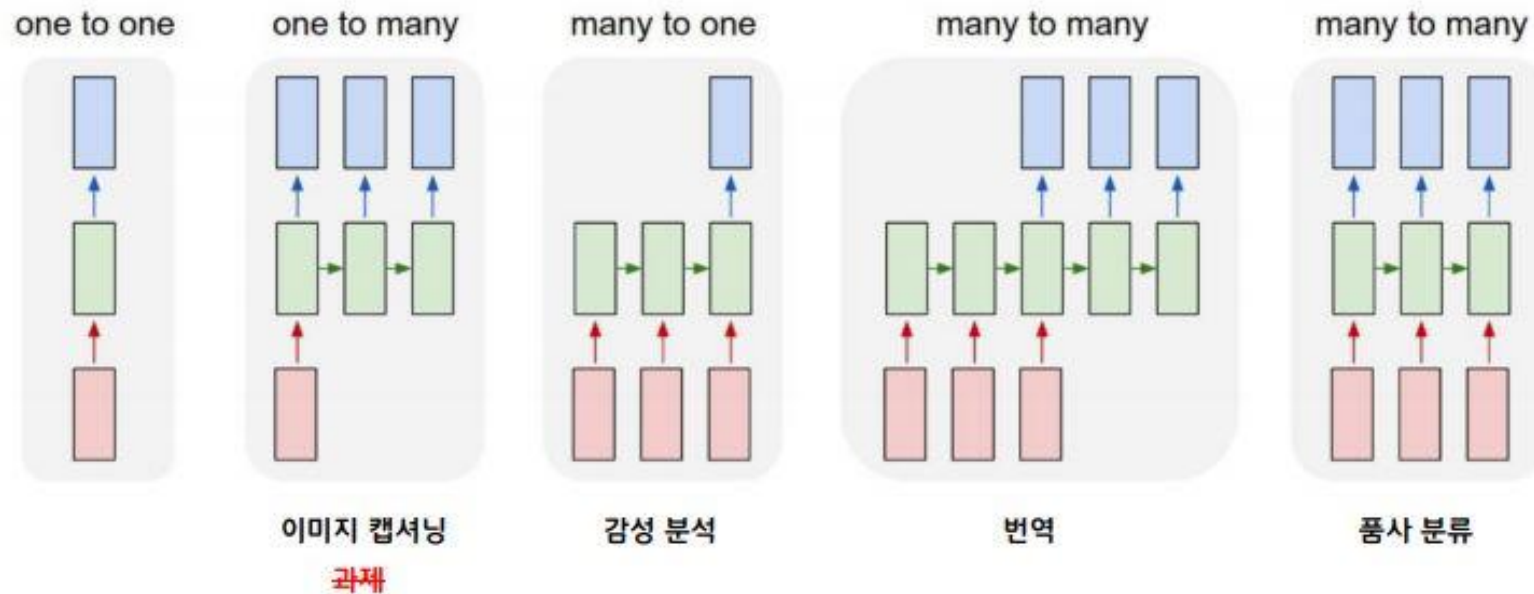 one to one
one to many
many to one
many to many
many to many
이미지 캡셔닝
감성 분석
번역
품사 분류
과제